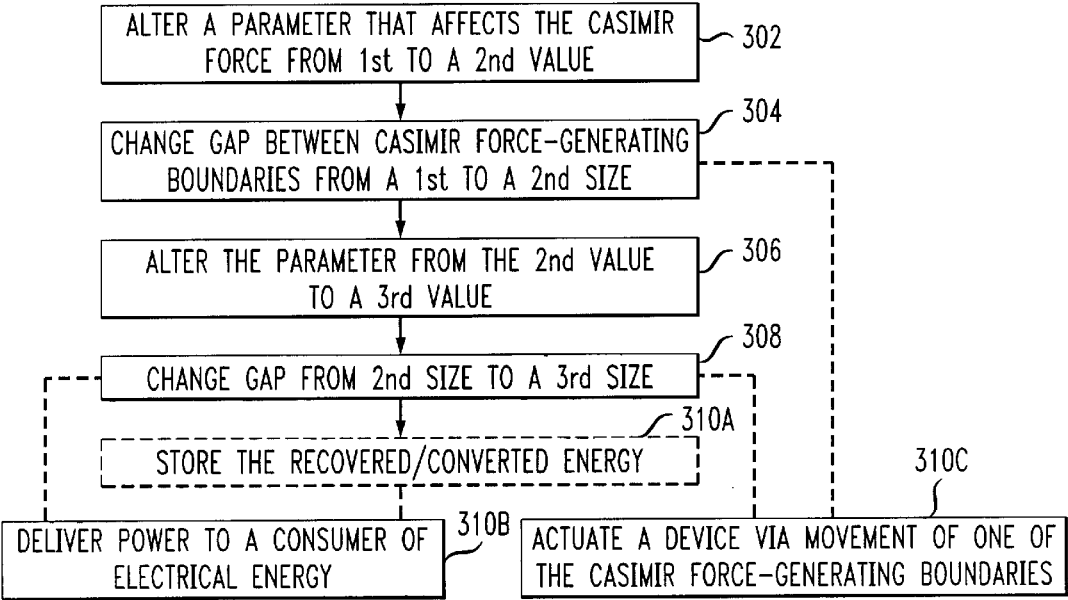 ALTER A PARAMETER THAT AFFECTS THE CASIMIR
FORCE FROM 1st TO A 2nd VALUE
302
304
CHANGE GAP BETWEEN CASIMIR FORCE-GENERATING
BOUNDARIES FROM A 1st TO A 2nd SIZE
306
ALTER THE PARAMETER FROM THE 2nd VALUE
TO A 3rd VALUE
308
CHANGE GAP FROM 2nd SIZE TO A 3rd SIZE
310A
STORE THE RECOVERED/CONVERTED ENERGY
310C
DELIVER POWER TO A CONSUMER OF
ELECTRICAL ENERGY
310B
ACTUATE A DEVICE VIA MOVEMENT OF ONE OF
THE CASIMIR FORCE-GENERATING BOUNDARIES